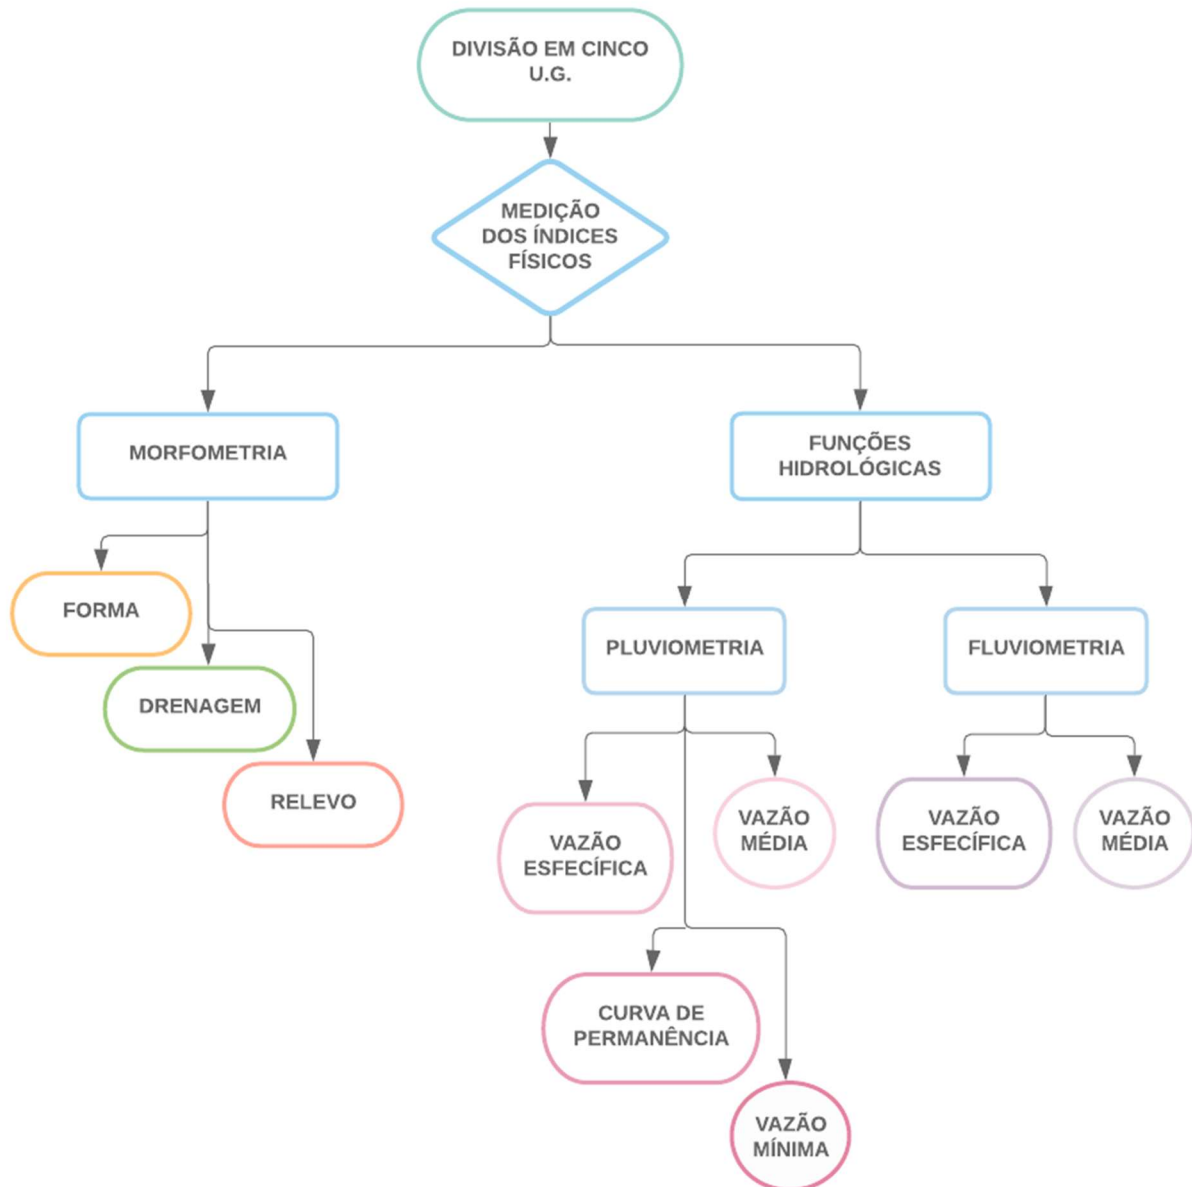 DIVISÃO EM CINCO
U.G.
MEDIÇÃO
DOS ÍNDICES
FÍSICOS
MORFOMETRIA
FUNÇÕES
HIDROLÓGICAS
FORMA
DRENAGEM
RELEVO
PLUVIOMETRIA
FLUVIOMETRIA
VAZÃO
ESFECÍFICA
VAZÃO
MÉDIA
VAZÃO
ESFECÍFICA
VAZÃO
MÉDIA
CURVA DE
PERMANÊNCIA
VAZÃO
MÍNIMA